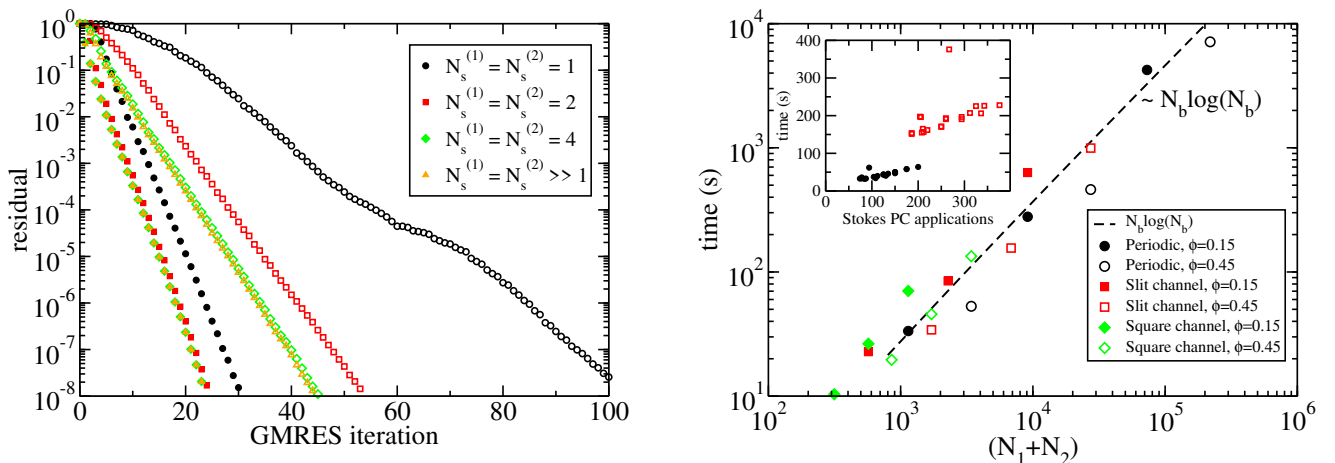 10^0
10^-1
10^-2
10^-3
10^-4
10^-5
10^-6
10^-7
10^-8
residual
0 20 40 60 80 100
GMRES iteration
N_s^(1) = N_s^(2) = 1
N_s^(1) = N_s^(2) = 2
N_s^(1) = N_s^(2) = 4
N_s^(1) = N_s^(2) >> 1
10^4
10^3
10^2
10^1
time (s)
10^2 10^3 10^4 10^5 10^6
(N_1+N_2)
~ N_b log(N_b)
400
300
200
100
0
time (s)
0 100 200 300
Stokes PC applications
N_b log(N_b)
Periodic, ϕ=0.15
Periodic, ϕ=0.45
Slit channel, ϕ=0.15
Slit channel, ϕ=0.45
Square channel, ϕ=0.15
Square channel, ϕ=0.45